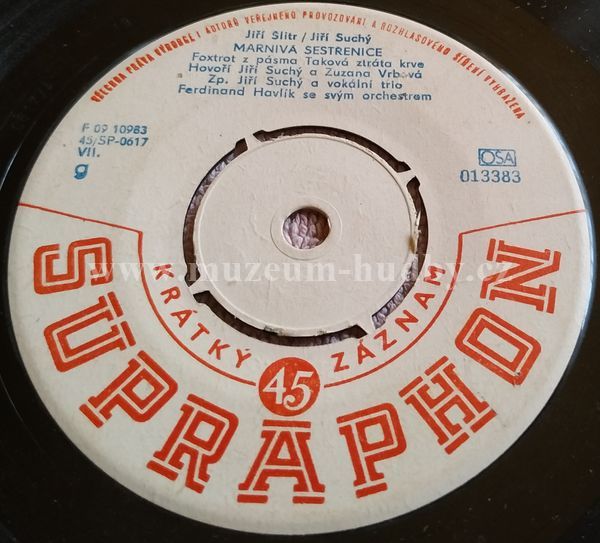 VŠECHNA PRÁVA VÝROBCE I AUTORŮ VEŘEJNÉHO PROVOZOVÁNÍ A ROZHLASOVÉHO ŠÍŘENÍ VYHRAŽENA
Jiří Šlitr / Jiří Suchý
MARNIVÁ SESTŘENICE
Foxtrot z pásma Taková ztráta krve
Hovoří Jiří Suchý a Zuzana Vrbová
Zp. Jiří Suchý a vokální trio
Ferdinand Havlík se svým orchestrem
F 09 10983
45/SP-0617
VII.
g
OSA
013383
www.muzeum-hudby.cz
KRÁTKÝ 45 ZÁZNAM
SUPRAPHON